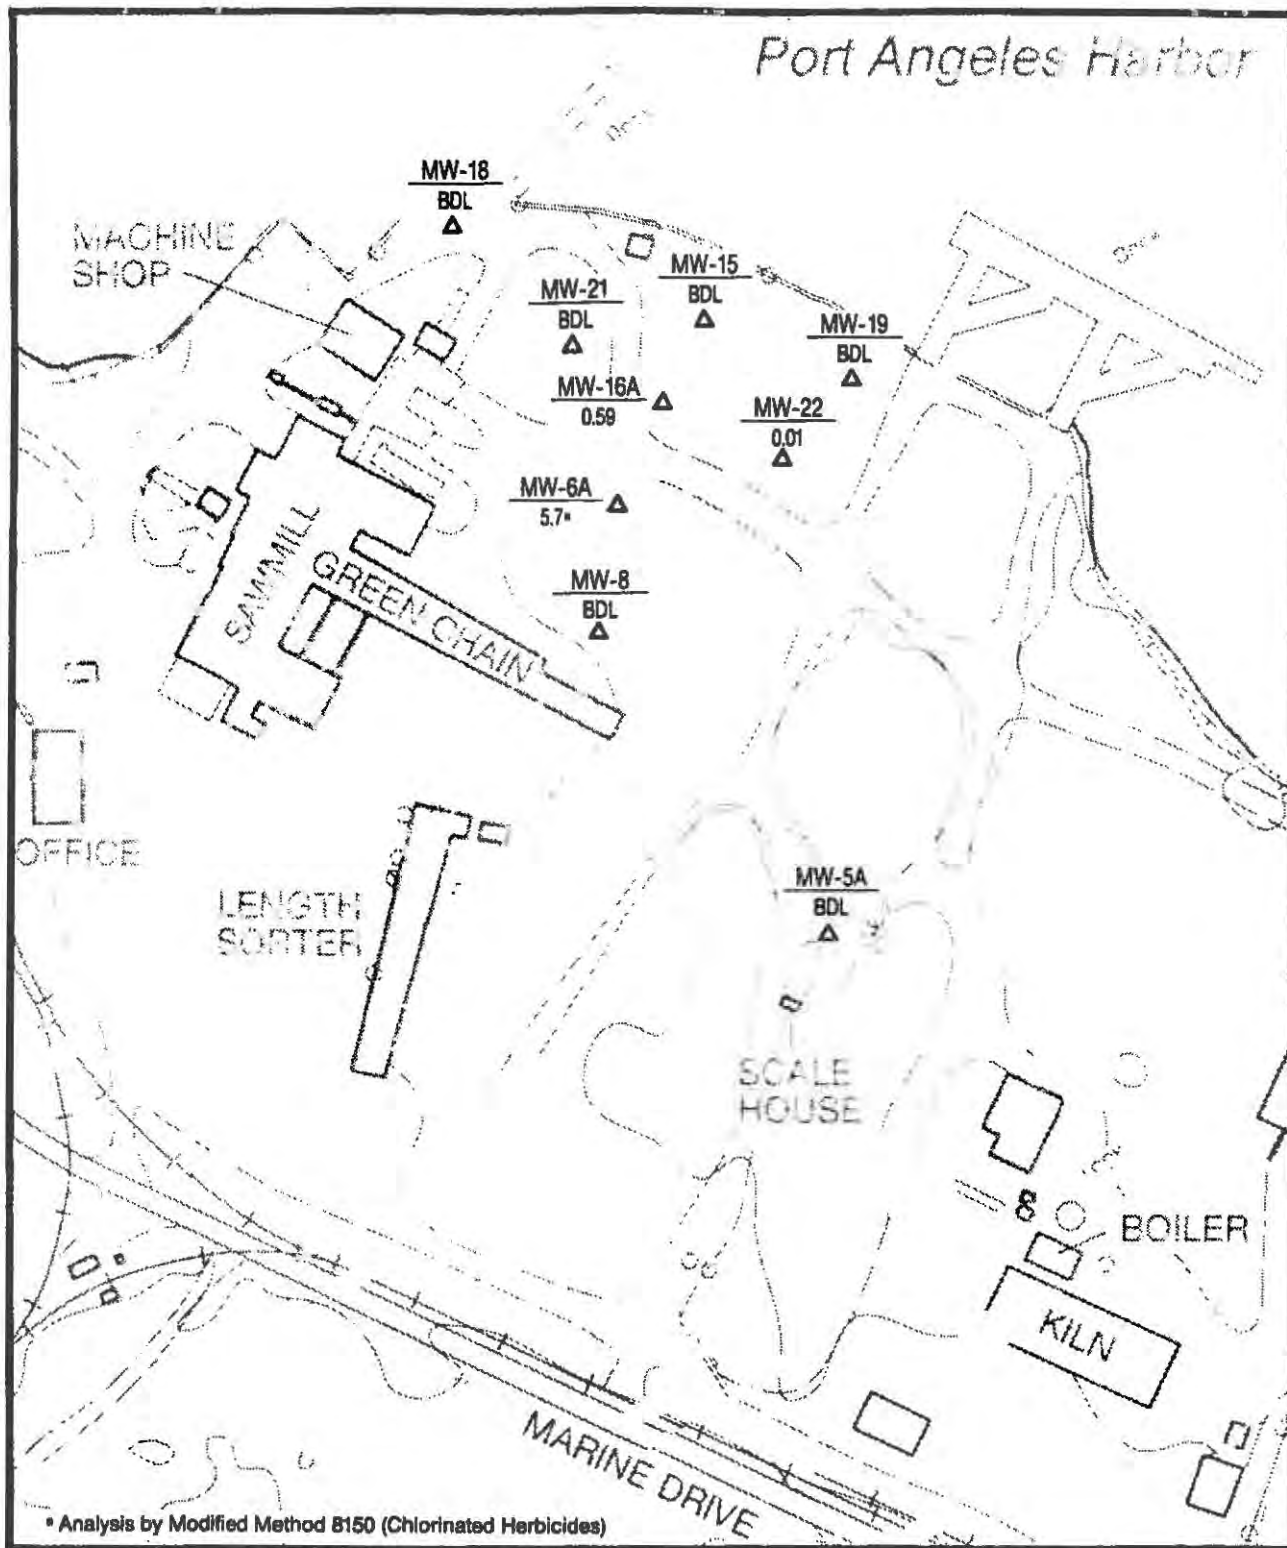 Port Angeles Harbor
Dock
MW-18
BDL
MACHINE
SHOP
MW-15
BDL
MW-21
BDL
MW-19
BDL
MW-16A
0.59
MW-22
0.01
MW-6A
5.7*
MW-8
BDL
SAWMILL
GREEN CHAIN
OFFICE
LENGTH
SORTER
MW-5A
BDL
SCALE
HOUSE
BOILER
KILN
MARINE DRIVE
* Analysis by Modified Method 8150 (Chlorinated Herbicides)